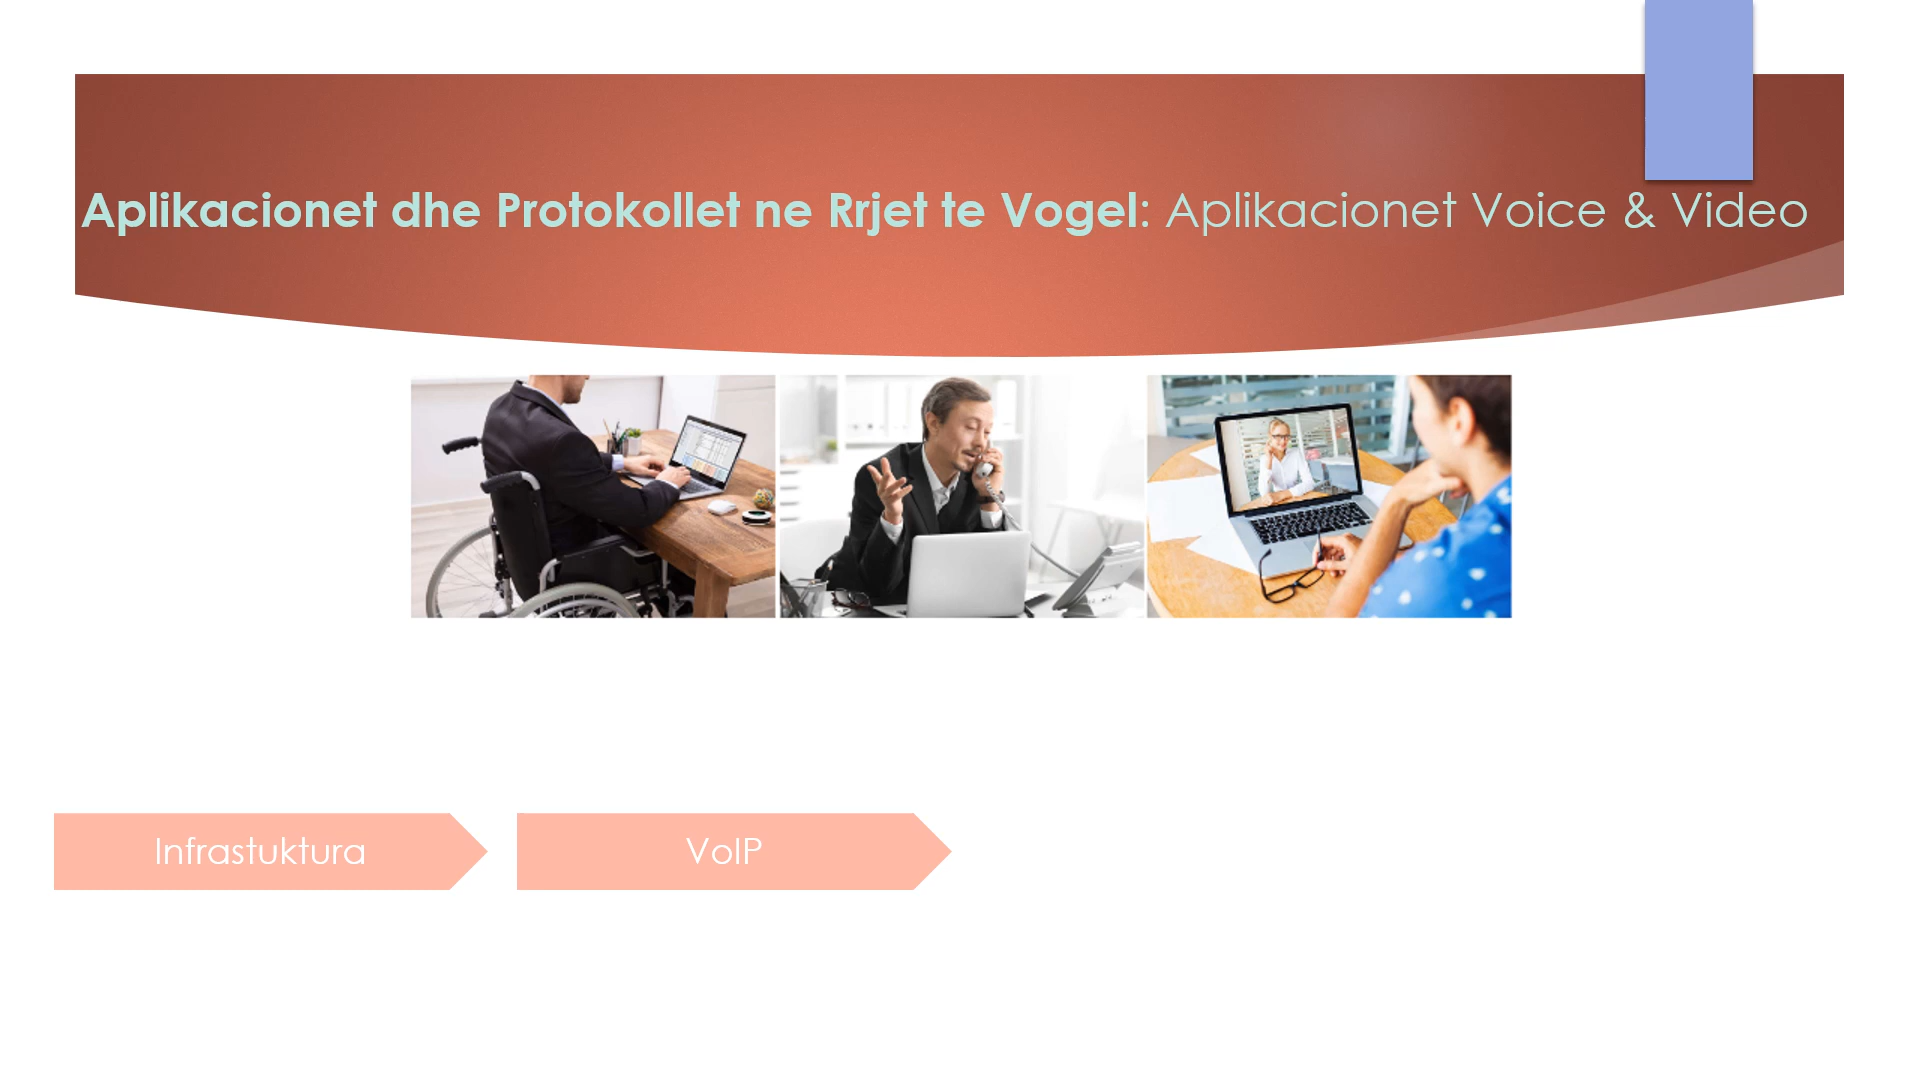 Aplikacionet dhe Protokollet ne Rrjet te Vogel: Aplikacionet Voice & Video
Infrastuktura
VoIP